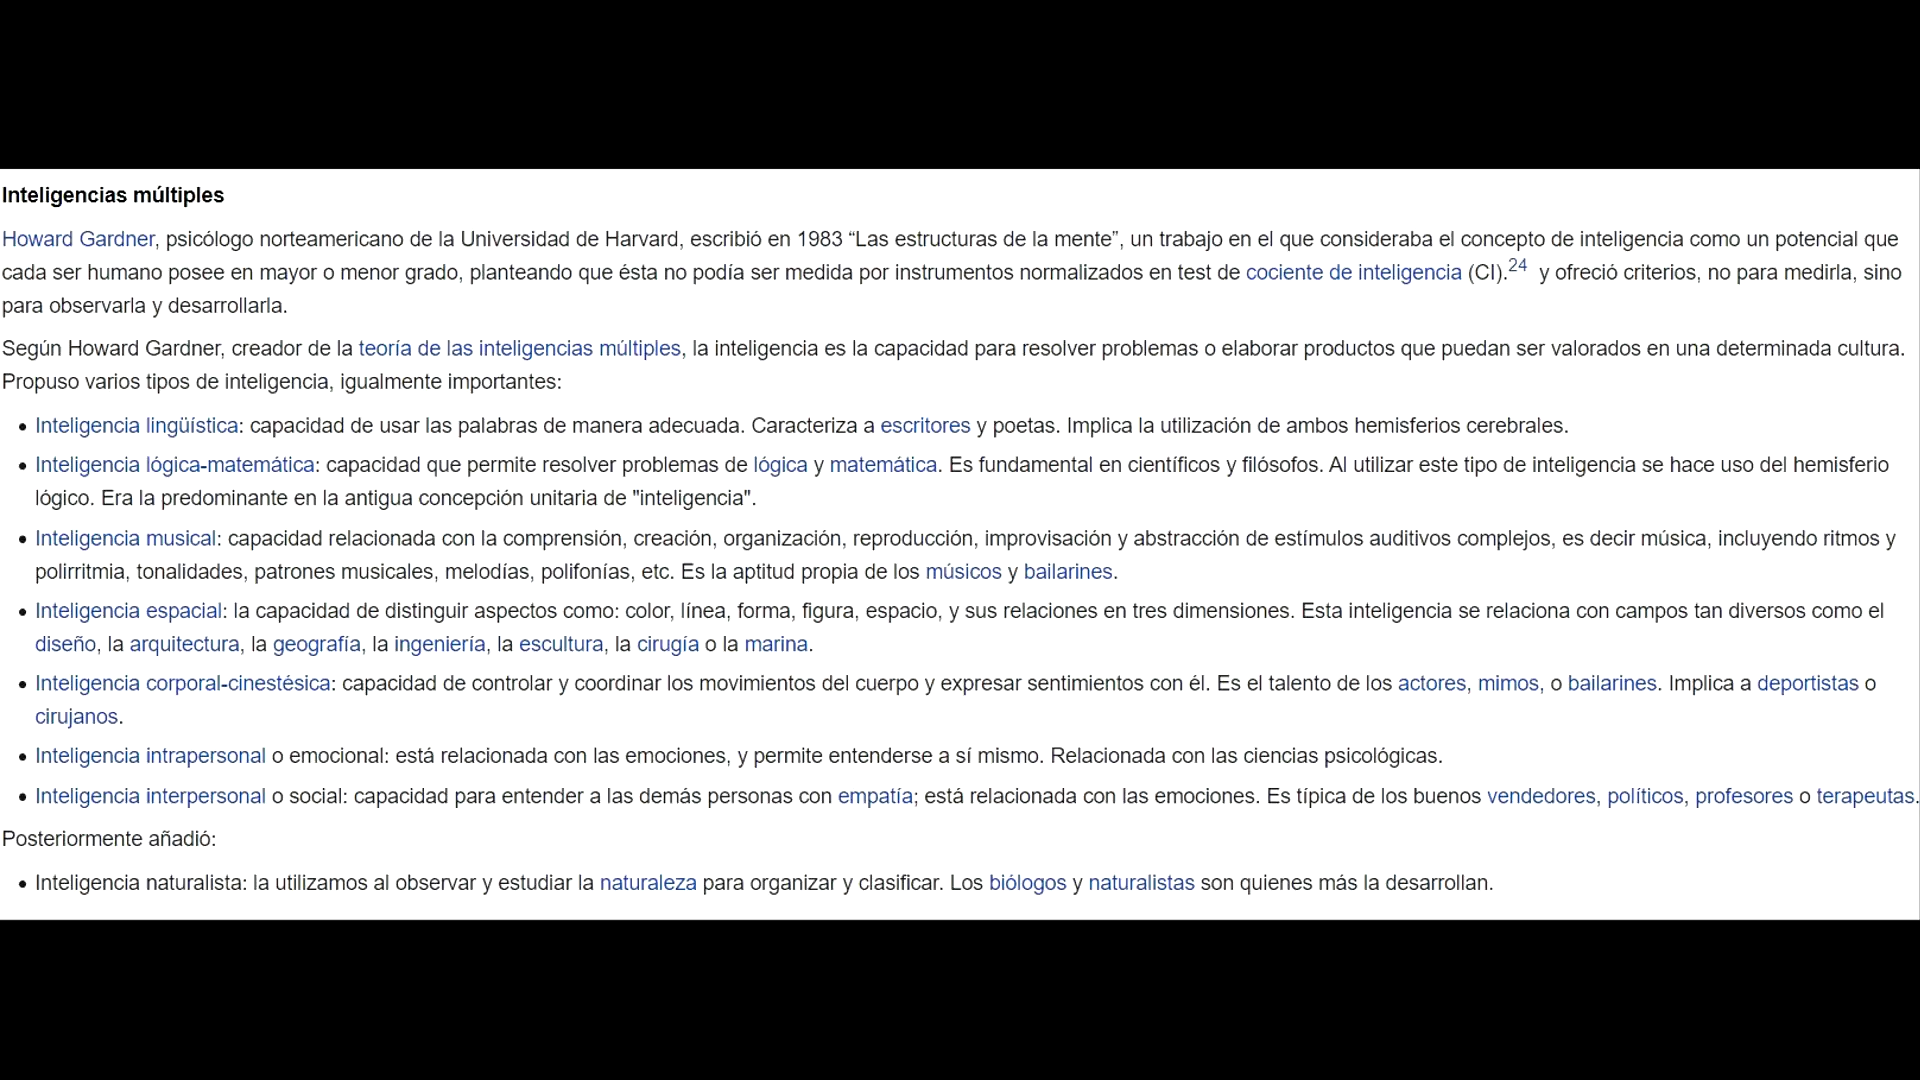 Inteligencias múltiples
Howard Gardner, psicólogo norteamericano de la Universidad de Harvard, escribió en 1983 “Las estructuras de la mente”, un trabajo en el que consideraba el concepto de inteligencia como un potencial que
cada ser humano posee en mayor o menor grado, planteando que ésta no podía ser medida por instrumentos normalizados en test de cociente de inteligencia (CI).24 y ofreció criterios, no para medirla, sino
para observarla y desarrollarla.
Según Howard Gardner, creador de la teoría de las inteligencias múltiples, la inteligencia es la capacidad para resolver problemas o elaborar productos que puedan ser valorados en una determinada cultura.
Propuso varios tipos de inteligencia, igualmente importantes:
• Inteligencia lingüística: capacidad de usar las palabras de manera adecuada. Caracteriza a escritores y poetas. Implica la utilización de ambos hemisferios cerebrales.
• Inteligencia lógica-matemática: capacidad que permite resolver problemas de lógica y matemática. Es fundamental en científicos y filósofos. Al utilizar este tipo de inteligencia se hace uso del hemisferio
lógico. Era la predominante en la antigua concepción unitaria de "inteligencia".
• Inteligencia musical: capacidad relacionada con la comprensión, creación, organización, reproducción, improvisación y abstracción de estímulos auditivos complejos, es decir música, incluyendo ritmos y
polirritmia, tonalidades, patrones musicales, melodías, polifonías, etc. Es la aptitud propia de los músicos y bailarines.
• Inteligencia espacial: la capacidad de distinguir aspectos como: color, línea, forma, figura, espacio, y sus relaciones en tres dimensiones. Esta inteligencia se relaciona con campos tan diversos como el
diseño, la arquitectura, la geografía, la ingeniería, la escultura, la cirugía o la marina.
• Inteligencia corporal-cinestésica: capacidad de controlar y coordinar los movimientos del cuerpo y expresar sentimientos con él. Es el talento de los actores, mimos, o bailarines. Implica a deportistas o
cirujanos.
• Inteligencia intrapersonal o emocional: está relacionada con las emociones, y permite entenderse a sí mismo. Relacionada con las ciencias psicológicas.
• Inteligencia interpersonal o social: capacidad para entender a las demás personas con empatía; está relacionada con las emociones. Es típica de los buenos vendedores, políticos, profesores o terapeutas.
Posteriormente añadió:
• Inteligencia naturalista: la utilizamos al observar y estudiar la naturaleza para organizar y clasificar. Los biólogos y naturalistas son quienes más la desarrollan.